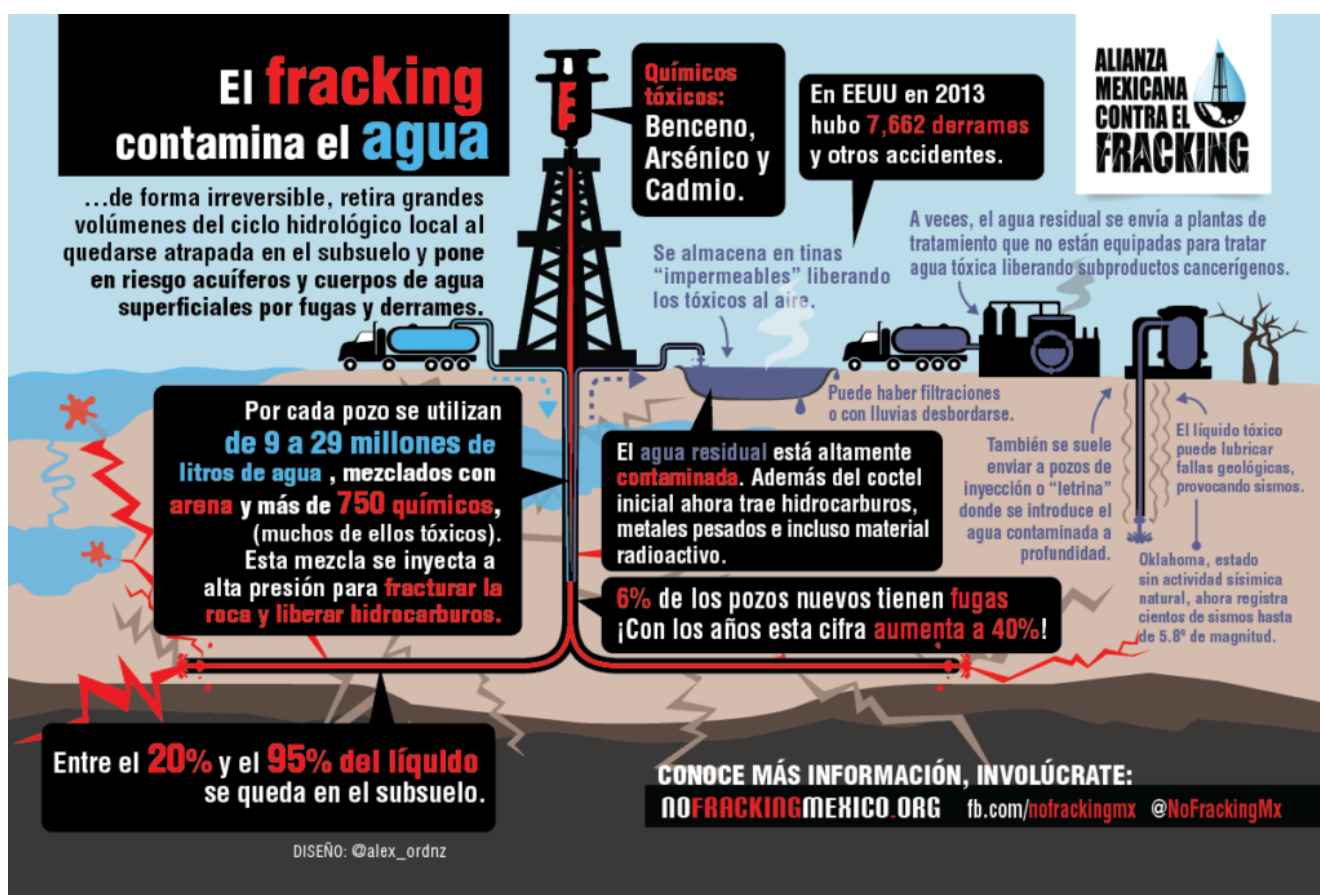 El fracking
contamina el agua
...de forma irreversible, retira grandes
volúmenes del ciclo hidrológico local al
quedarse atrapada en el subsuelo y pone
en riesgo acuíferos y cuerpos de agua
superficiales por fugas y derrames.
Químicos
tóxicos:
Benceno,
Arsénico y
Cadmio.
En EEUU en 2013
hubo 7,662 derrames
y otros accidentes.
ALIANZA
MEXICANA
CONTRA EL
FRACKING
Se almacena en tinas
“impermeables” liberando
los tóxicos al aire.
A veces, el agua residual se envía a plantas de
tratamiento que no están equipadas para tratar
agua tóxica liberando subproductos cancerígenos.
Por cada pozo se utilizan
de 9 a 29 millones de
litros de agua , mezclados con
arena y más de 750 químicos,
(muchos de ellos tóxicos).
Esta mezcla se inyecta a
alta presión para fracturar la
roca y liberar hidrocarburos.
Puede haber filtraciones
o con lluvias desbordarse.
El agua residual está altamente
contaminada. Además del coctel
inicial ahora trae hidrocarburos,
metales pesados e incluso material
radioactivo.
También se suele
enviar a pozos de
inyección o “letrina”
donde se introduce el
agua contaminada a
profundidad.
El líquido tóxico
puede lubricar
fallas geológicas,
provocando sismos.
Oklahoma, estado
sin actividad sísimica
natural, ahora registra
cientos de sismos hasta
de 5.8º de magnitud.
6% de los pozos nuevos tienen fugas
¡Con los años esta cifra aumenta a 40%!
Entre el 20% y el 95% del líquido
se queda en el subsuelo.
CONOCE MÁS INFORMACIÓN, INVOLÚCRATE:
NOFRACKINGMEXICO.ORG fb.com/nofrackingmx @NoFrackingMx
DISEÑO: @alex_ordnz